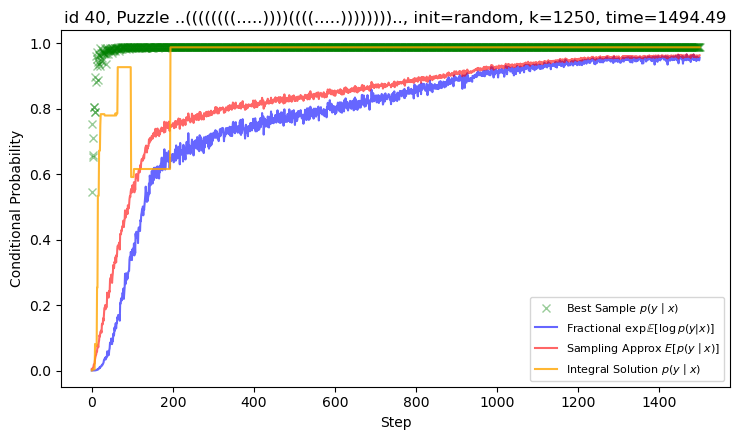 id 40, Puzzle ..((((((((.....))))((((.....)))))))).., init=random, k=1250, time=1494.49
Conditional Probability
1.0
0.8
0.6
0.4
0.2
0.0
Best Sample p(y | x)
Fractional exp𝔼[log p(y|x)]
Sampling Approx E[p(y | x)]
Integral Solution p(y | x)
0 200 400 600 800 1000 1200 1400
Step